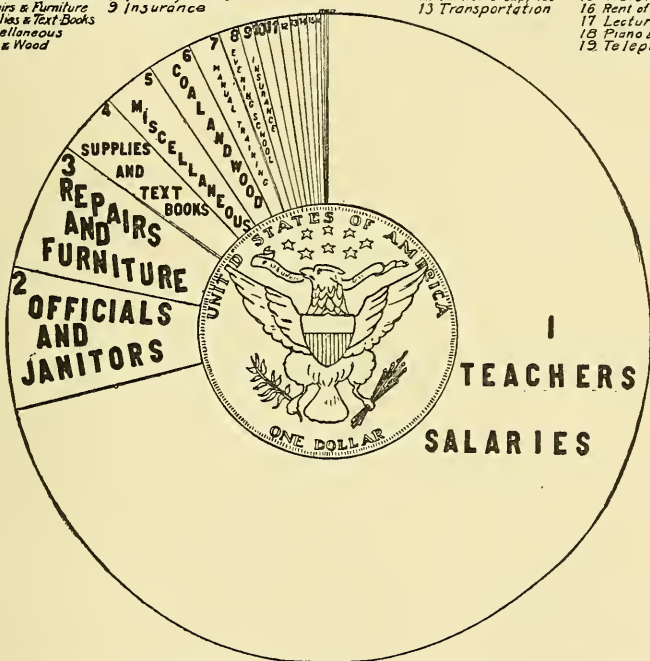 irs & Furniture
lies & Text-Books
ellaneous
& Wood
9 Insurance
13 Transportation
16 Rent of
17 Lectur
18 Piano &
19 Telep
1
TEACHERS
SALARIES
2
OFFICIALS
AND
JANITORS
3
REPAIRS
AND
FURNITURE
4
SUPPLIES
AND
TEXT
BOOKS
5
MISCELLANEOUS
6
COAL AND WOOD
7
MANUAL TRAINING
8
EVENING SCHOOL
9
INSURANCE
10
11
12
13
14
15
UNITED STATES OF AMERICA
ONE DOLLAR